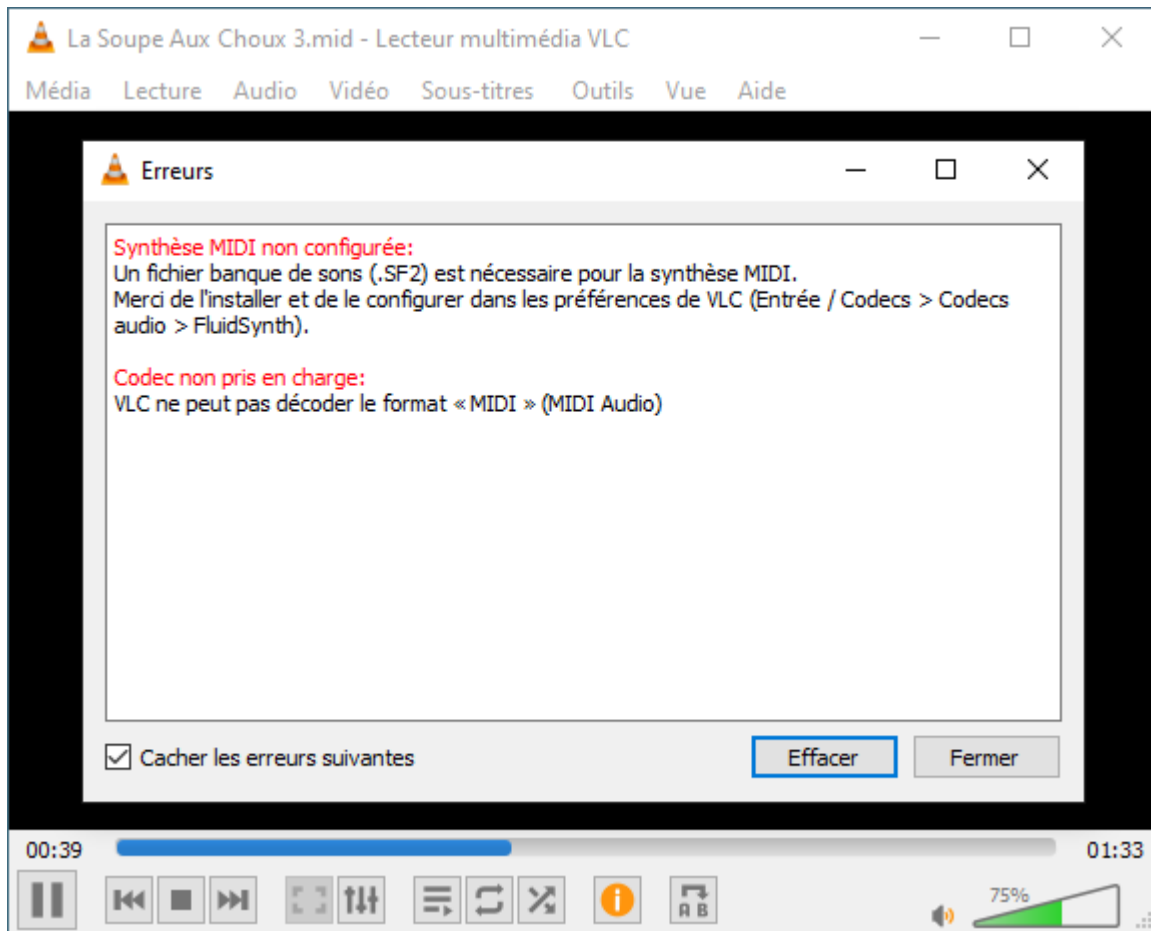 La Soupe Aux Choux 3.mid - Lecteur multimédia VLC
Média Lecture Audio Vidéo Sous-titres Outils Vue Aide
Erreurs
Synthèse MIDI non configurée:
Un fichier banque de sons (.SF2) est nécessaire pour la synthèse MIDI.
Merci de l'installer et de le configurer dans les préférences de VLC (Entrée / Codecs > Codecs
audio > FluidSynth).
Codec non pris en charge:
VLC ne peut pas décoder le format « MIDI » (MIDI Audio)
Cacher les erreurs suivantes
Effacer
Fermer
00:39
01:33
A B
75%